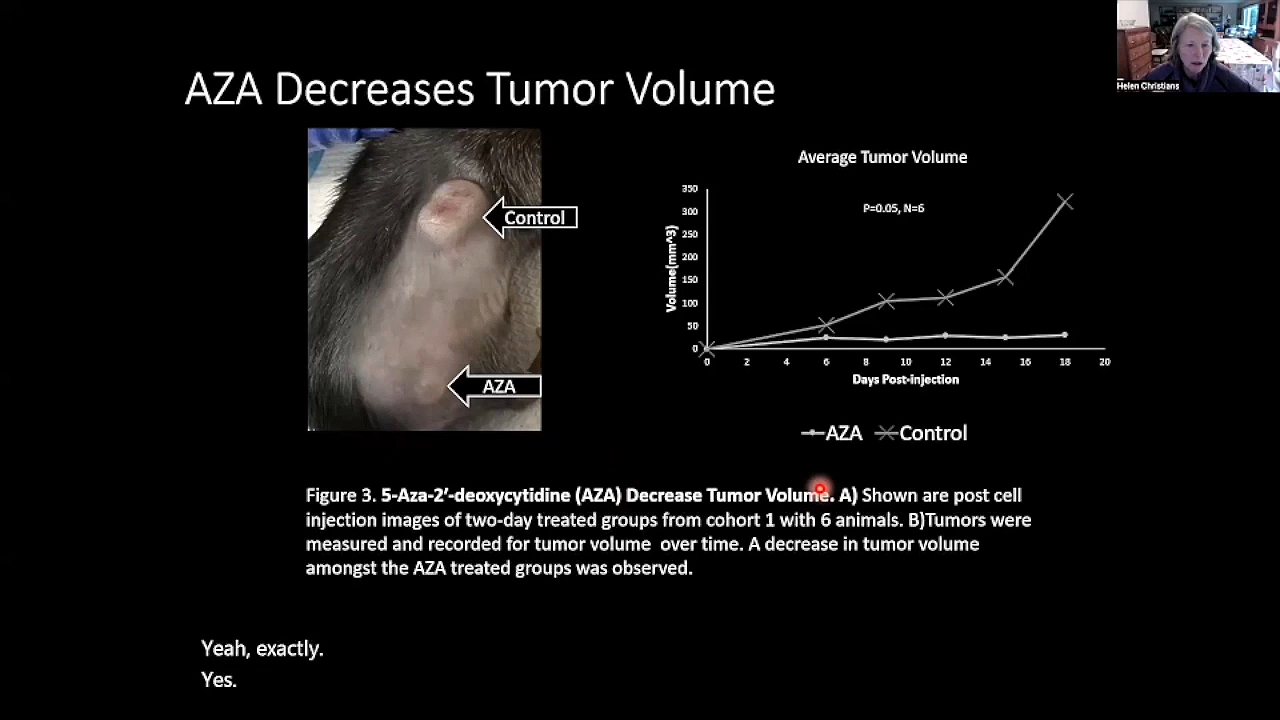 Helen Christians
AZA Decreases Tumor Volume
Control
AZA
Average Tumor Volume
P=0.05, N=6
Volume(mm^3)
350
300
250
200
150
100
50
0
0 2 4 6 8 10 12 14 16 18 20
Days Post-injection
AZA Control
Figure 3. 5-Aza-2′-deoxycytidine (AZA) Decrease Tumor Volume. A) Shown are post cell
injection images of two-day treated groups from cohort 1 with 6 animals. B)Tumors were
measured and recorded for tumor volume over time. A decrease in tumor volume
amongst the AZA treated groups was observed.
Yeah, exactly.
Yes.